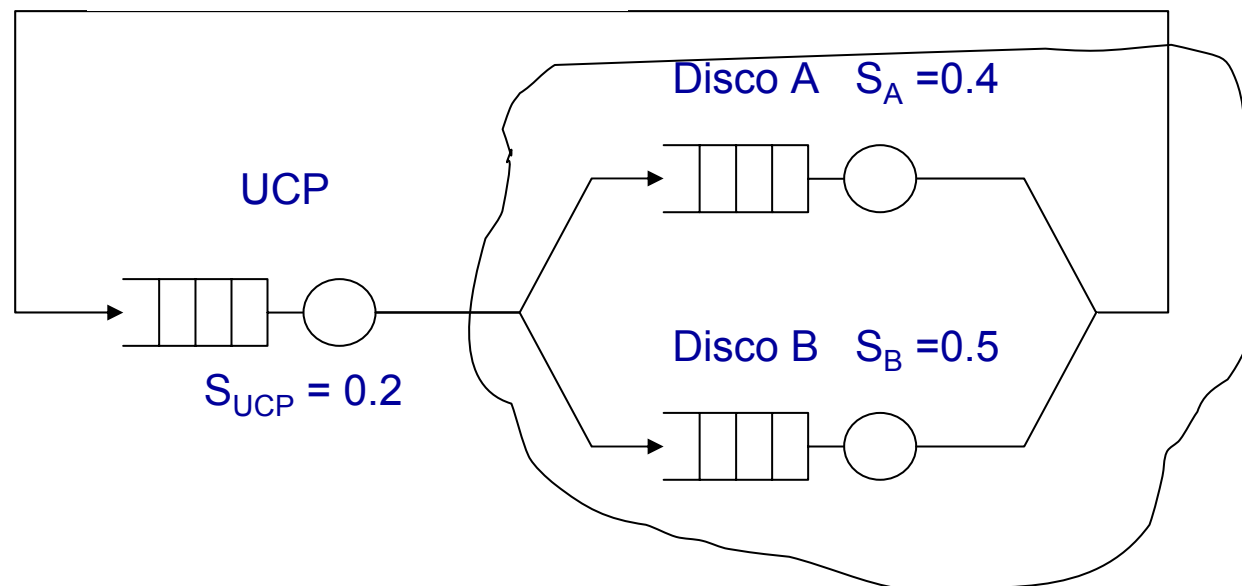 Disco A S_A =0.4
UCP
S_UCP = 0.2
Disco B S_B =0.5